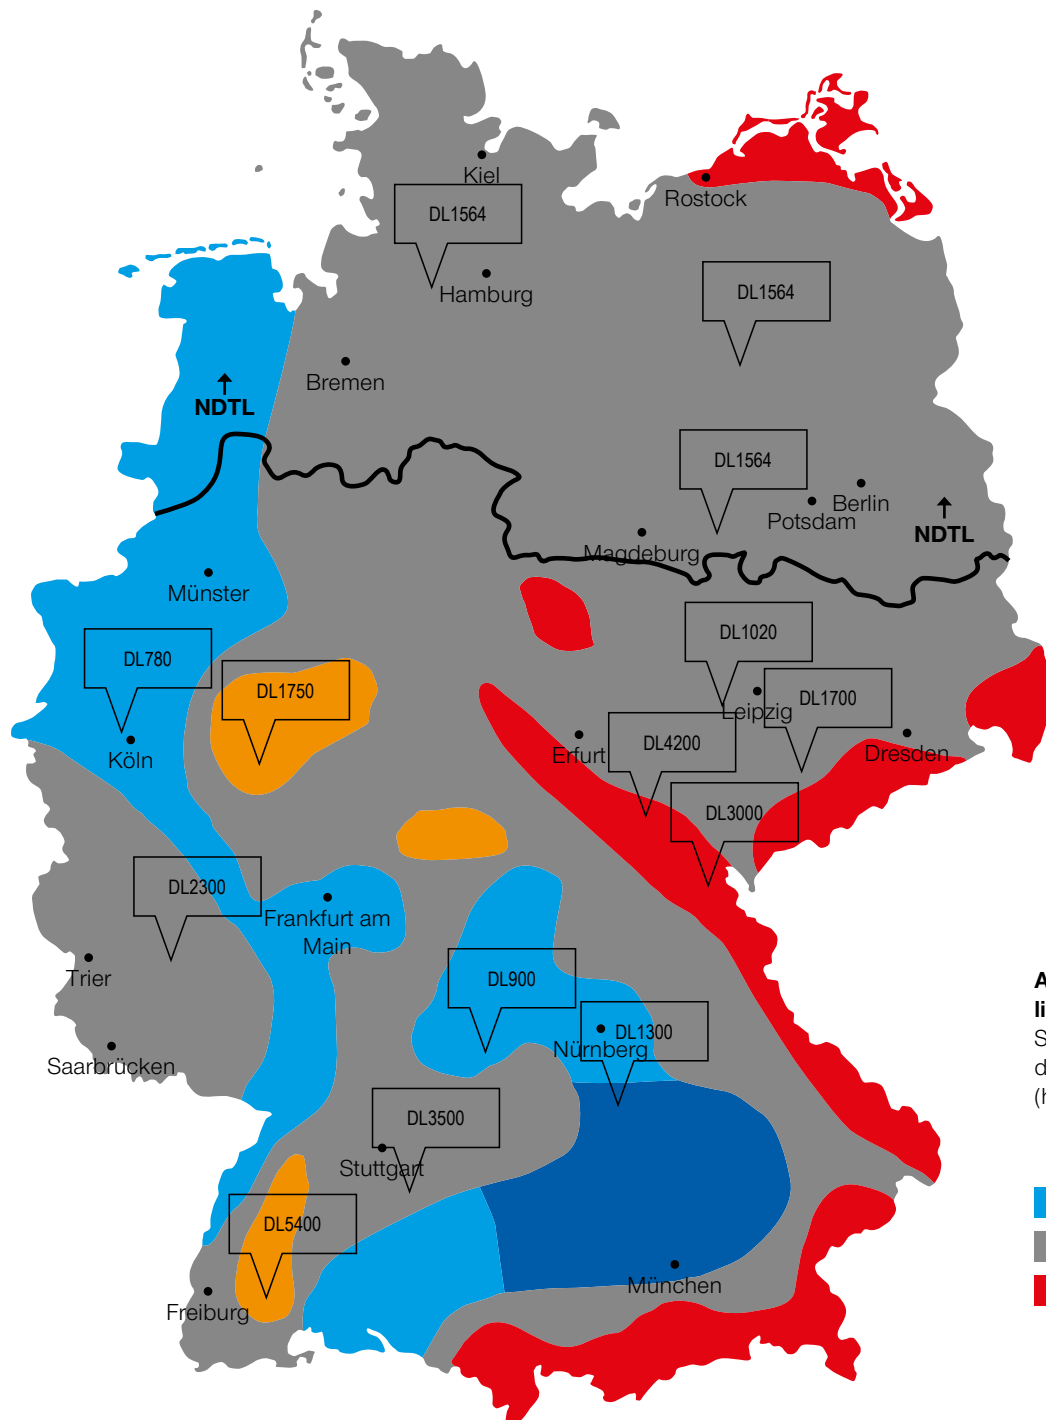 Kiel
Rostock
DL1564
DL1564
Hamburg
Bremen
NDTL
DL1564
Berlin
Potsdam
NDTL
Magdeburg
Münster
DL1020
DL780
DL1750
DL1700
Leipzig
Köln
Erfurt
DL4200
Dresden
DL3000
DL2300
Frankfurt am
Main
Trier
DL900
DL1300
Nürnberg
Saarbrücken
DL3500
Stuttgart
DL5400
München
Freiburg
A
li
S
d
(h